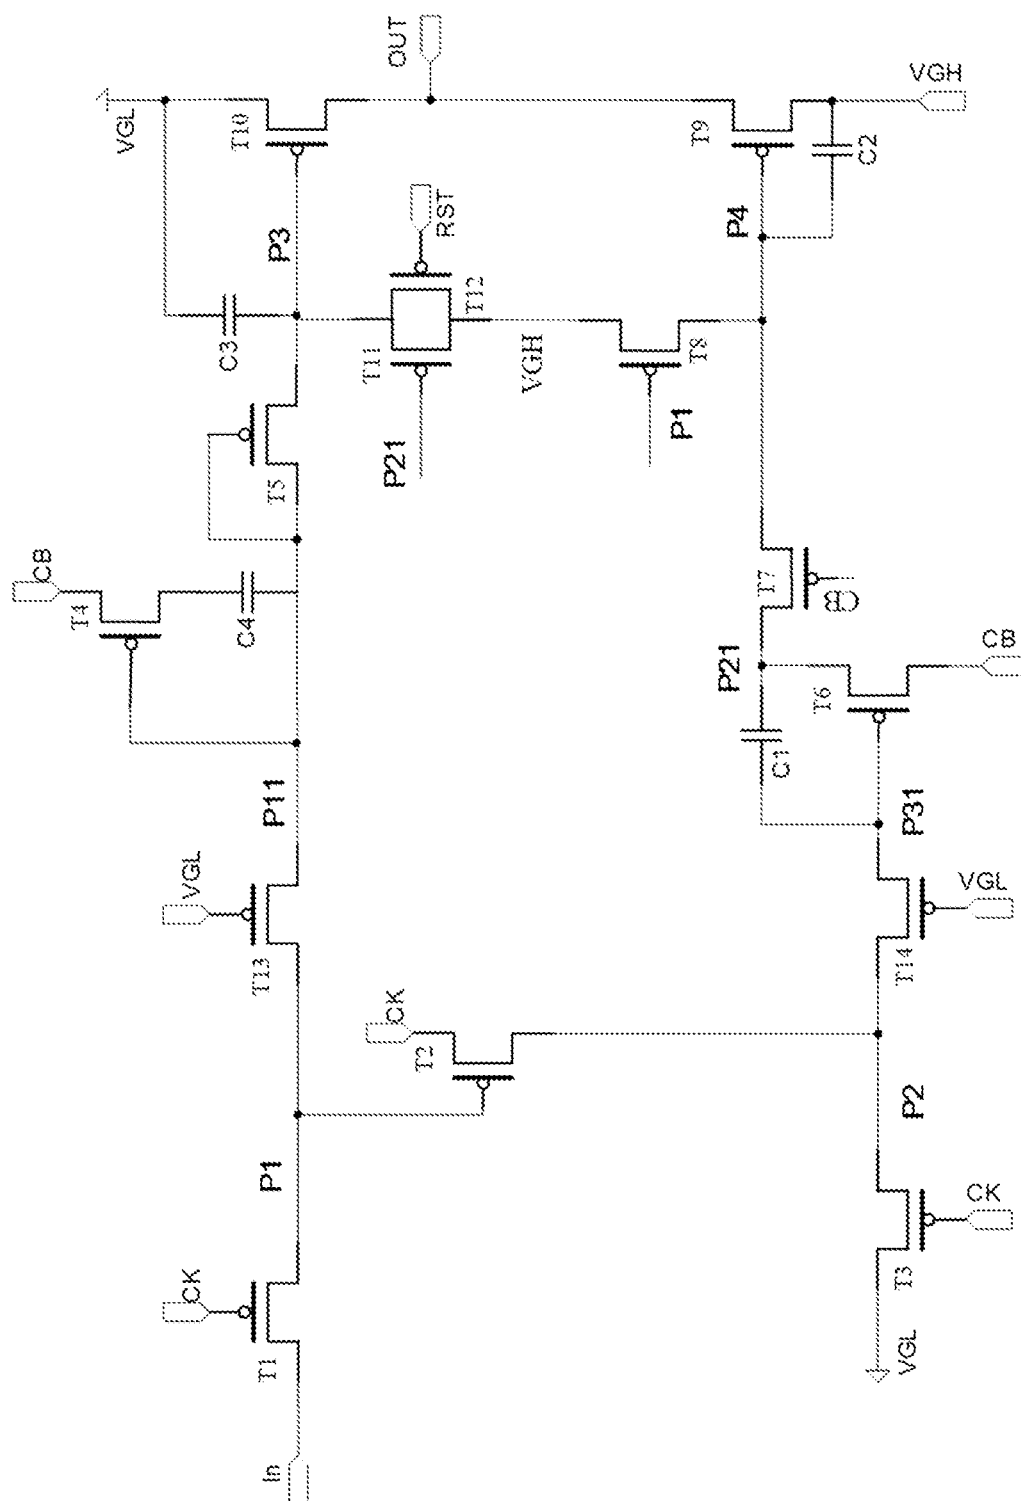 VGL
T10
OUT
T9
VGH
C2
P3
P4
RST
C3
T11
T12
VGH
T8
P21
P1
T5
CB
T4
C4
T7
CB
P21
T6
CB
C1
P11
P31
VGL
T13
T14
VGL
CK
T2
P1
P2
CK
T1
T3
CK
VGL
In